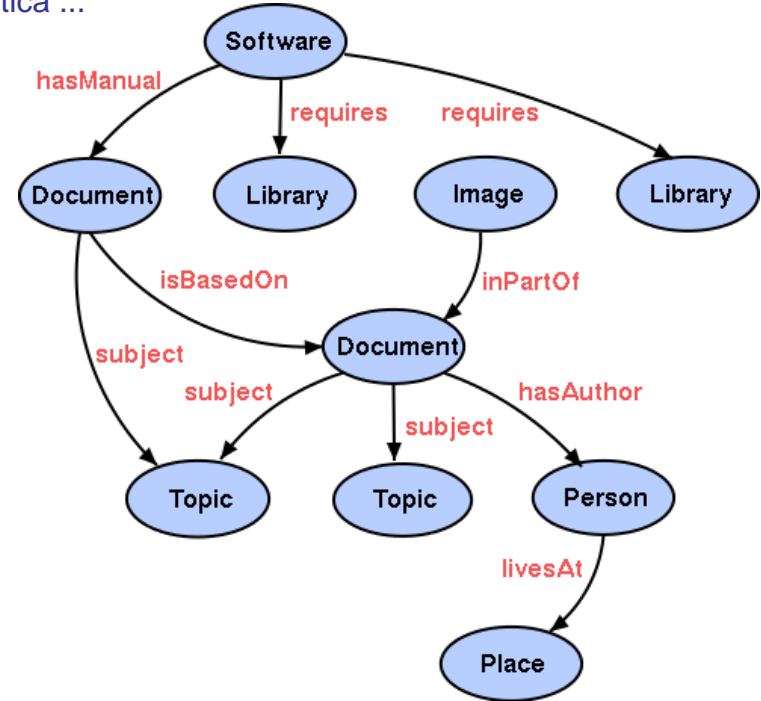 tica ...
Software
hasManual
requires
requires
Document
Library
Image
Library
isBasedOn
inPartOf
Document
subject
subject
hasAuthor
subject
Topic
Topic
Person
livesAt
Place